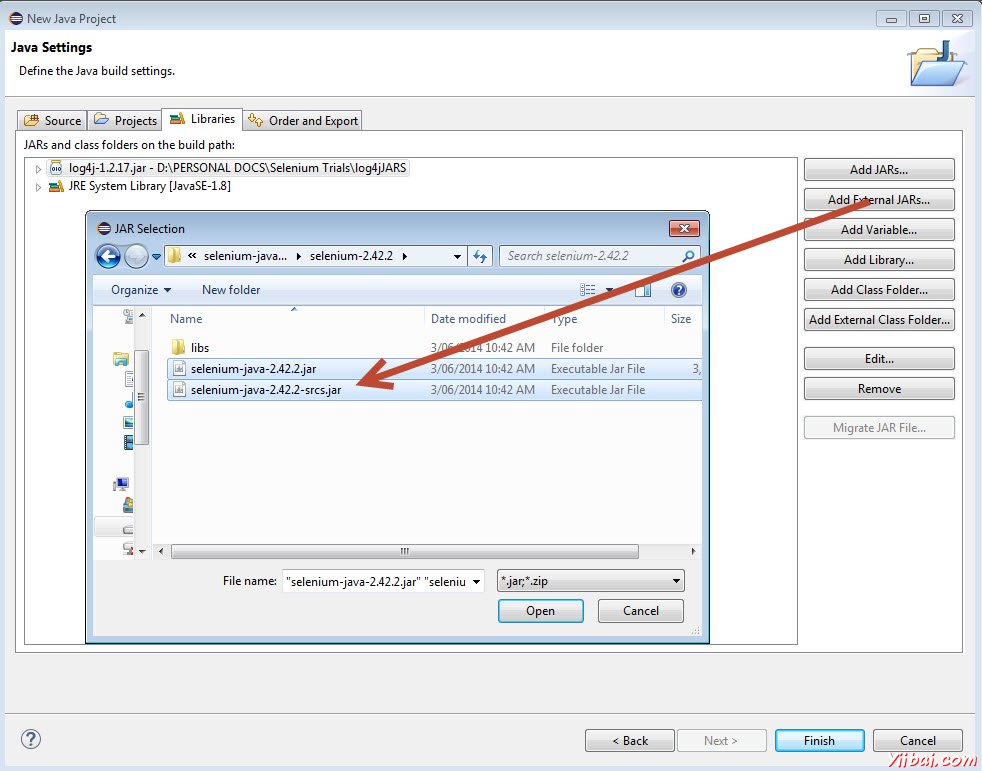 New Java Project
Java Settings
Define the Java build settings.
Source Projects Libraries Order and Export
JARs and class folders on the build path:
log4j-1.2.17.jar - D:\PERSONAL DOCS\Selenium Trials\log4jJARS
JRE System Library [JavaSE-1.8]
Add JARs...
Add External JARs...
Add Variable...
Add Library...
Add Class Folder...
Add External Class Folder...
Edit...
Remove
Migrate JAR File...
JAR Selection
« selenium-java... selenium-2.42.2
Search selenium-2.42.2
Organize New folder
Name Date modified Type Size
libs 3/06/2014 10:42 AM File folder
selenium-java-2.42.2.jar 3/06/2014 10:42 AM Executable Jar File 3,
selenium-java-2.42.2-srcs.jar 3/06/2014 10:42 AM Executable Jar File
File name: "selenium-java-2.42.2.jar" "seleniu *.jar;*.zip
Open Cancel
< Back Next > Finish Cancel
Yiibai.com